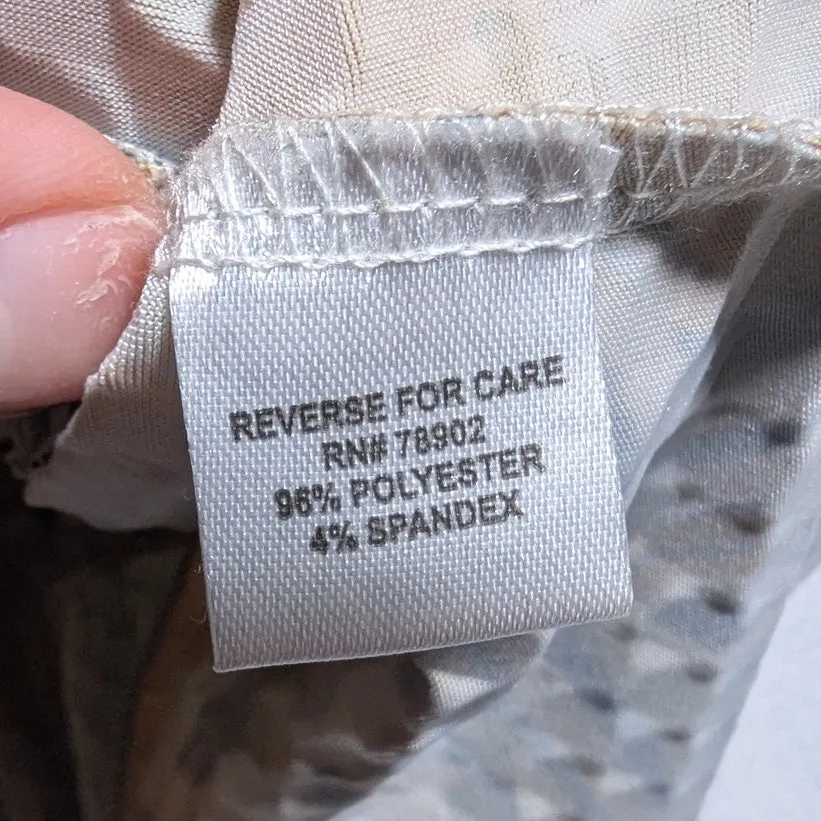 REVERSE FOR CARE
RN# 78902
96% POLYESTER
4% SPANDEX